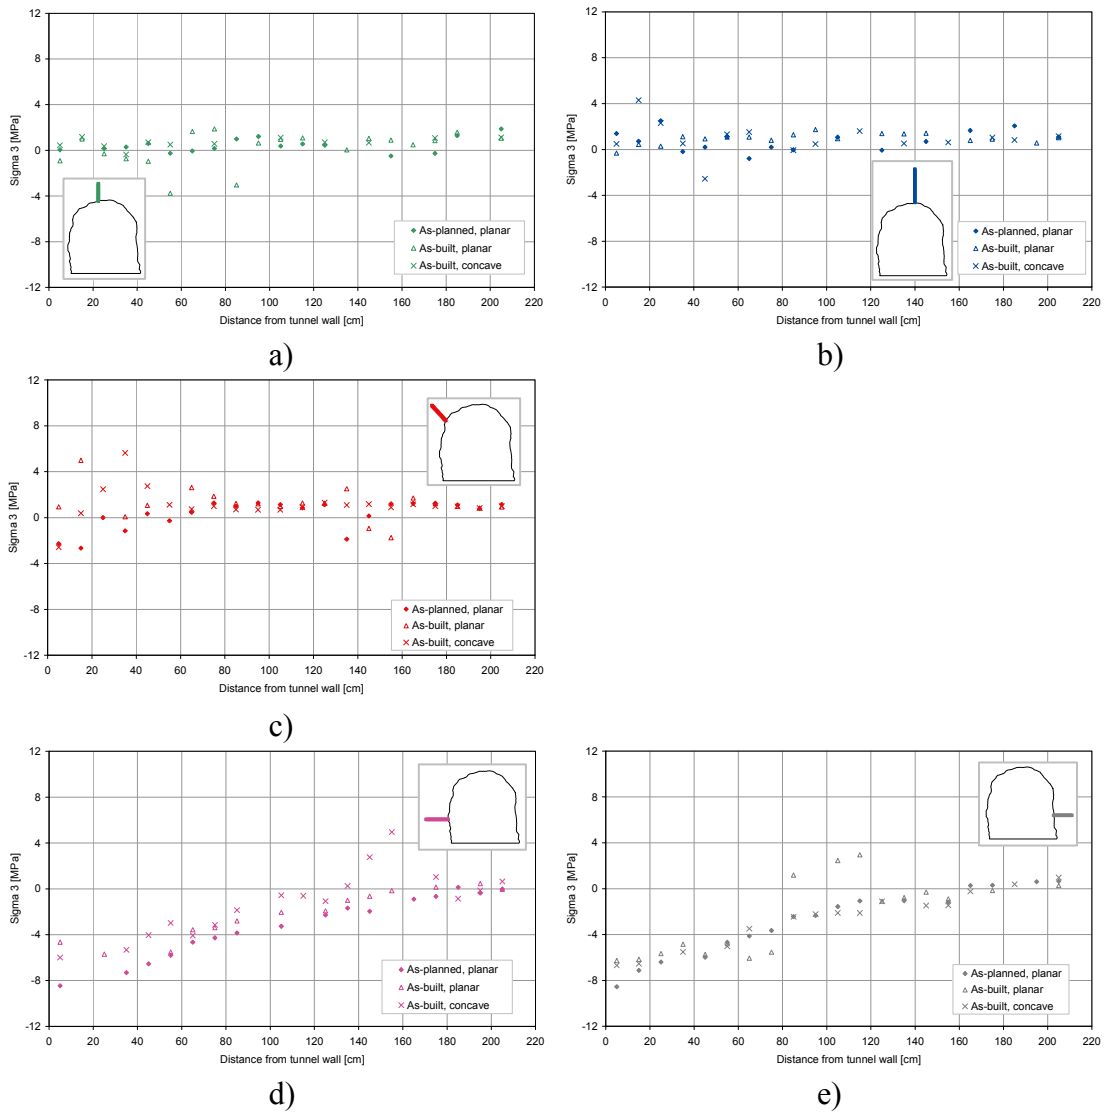 12
8
4
0
-4
-8
-12
Sigma 3 [MPa]
0 20 40 60 80 100 120 140 160 180 200 220
Distance from tunnel wall [cm]
As-planned, planar
As-built, planar
As-built, concave
a)
12
8
4
0
-4
-8
-12
Sigma 3 [MPa]
0 20 40 60 80 100 120 140 160 180 200 220
Distance from tunnel wall [cm]
As-planned, planar
As-built, planar
As-built, concave
b)
12
8
4
0
-4
-8
-12
Sigma 3 [MPa]
0 20 40 60 80 100 120 140 160 180 200 220
Distance from tunnel wall [cm]
As-planned, planar
As-built, planar
As-built, concave
c)
12
8
4
0
-4
-8
-12
Sigma 3 [MPa]
0 20 40 60 80 100 120 140 160 180 200 220
Distance from tunnel wall [cm]
As-planned, planar
As-built, planar
As-built, concave
d)
12
8
4
0
-4
-8
-12
Sigma 3 [MPa]
0 20 40 60 80 100 120 140 160 180 200 220
Distance from tunnel wall [cm]
As-planned, planar
As-built, planar
As-built, concave
e)